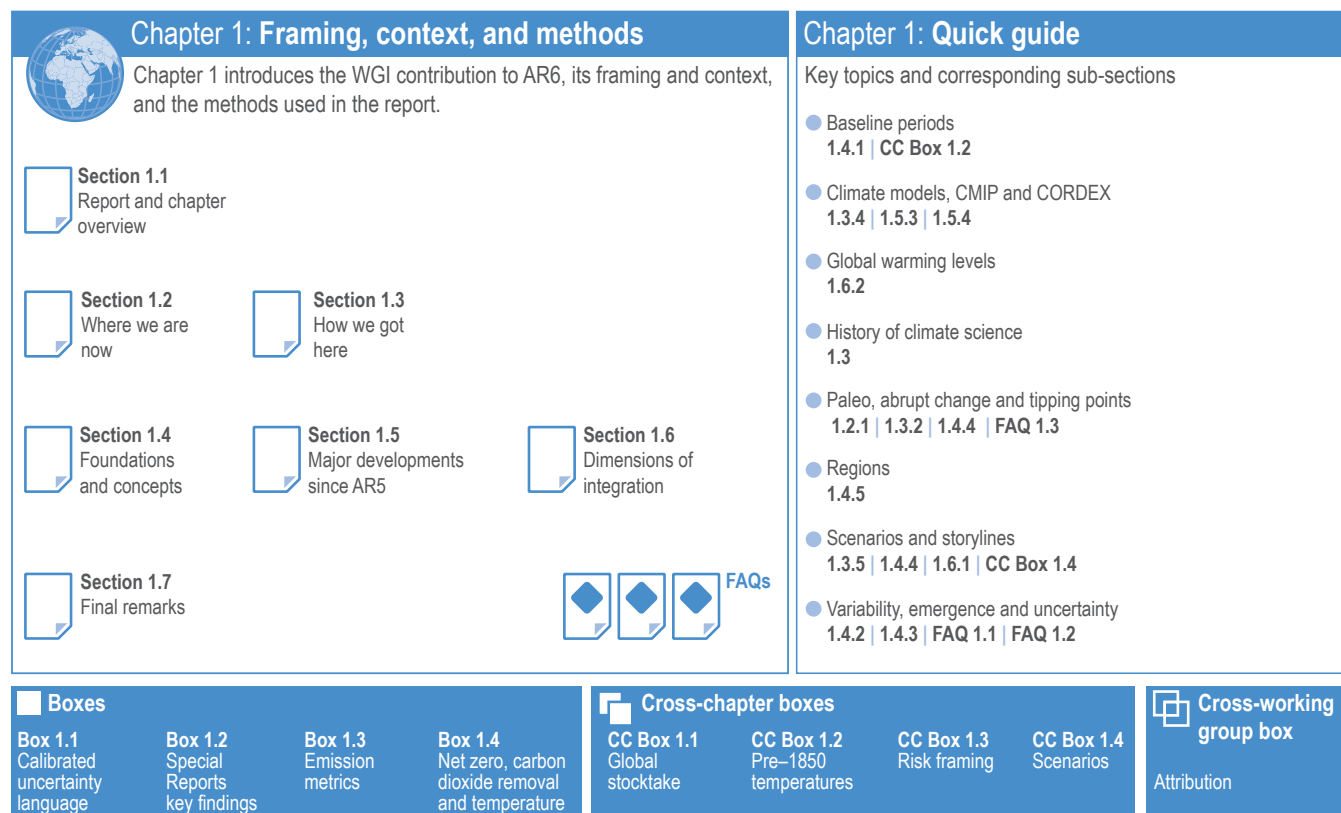 Chapter 1: Framing, context, and methods
Chapter 1 introduces the WGI contribution to AR6, its framing and context,
and the methods used in the report.
Section 1.1
Report and chapter
overview
Section 1.2
Where we are
now
Section 1.3
How we got
here
Section 1.4
Foundations
and concepts
Section 1.5
Major developments
since AR5
Section 1.6
Dimensions of
integration
Section 1.7
Final remarks
FAQs
Chapter 1: Quick guide
Key topics and corresponding sub-sections
Baseline periods
1.4.1 | CC Box 1.2
Climate models, CMIP and CORDEX
1.3.4 | 1.5.3 | 1.5.4
Global warming levels
1.6.2
History of climate science
1.3
Paleo, abrupt change and tipping points
1.2.1 | 1.3.2 | 1.4.4 | FAQ 1.3
Regions
1.4.5
Scenarios and storylines
1.3.5 | 1.4.4 | 1.6.1 | CC Box 1.4
Variability, emergence and uncertainty
1.4.2 | 1.4.3 | FAQ 1.1 | FAQ 1.2
Boxes
Box 1.1
Calibrated
uncertainty
language
Box 1.2
Special
Reports
key findings
Box 1.3
Emission
metrics
Box 1.4
Net zero, carbon
dioxide removal
and temperature
Cross-chapter boxes
CC Box 1.1
Global
stocktake
CC Box 1.2
Pre–1850
temperatures
CC Box 1.3
Risk framing
CC Box 1.4
Scenarios
Cross-working
group box
Attribution